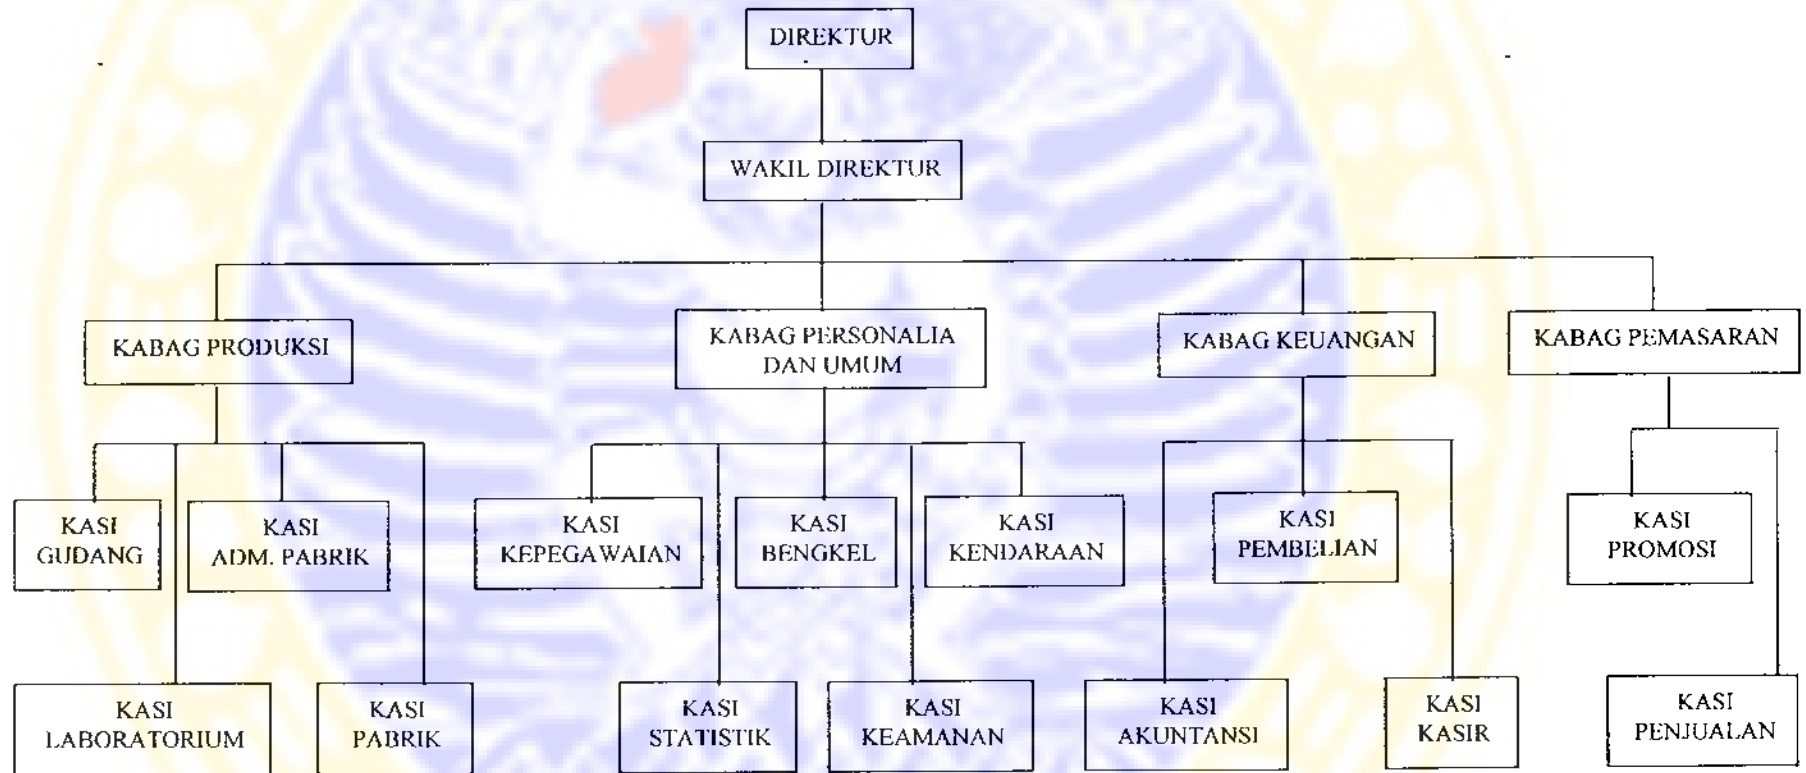 DIREKTUR
WAKIL DIREKTUR
KABAG PRODUKSI
KABAG PERSONALIA
DAN UMUM
KABAG KEUANGAN
KABAG PEMASARAN
KASI
GUDANG
KASI
ADM. PABRIK
KASI
KEPEGAWAIAN
KASI
BENGKEL
KASI
KENDARAAN
KASI
PEMBELIAN
KASI
PROMOSI
KASI
LABORATORIUM
KASI
PABRIK
KASI
STATISTIK
KASI
KEAMANAN
KASI
AKUNTANSI
KASI
KASIR
KASI
PENJUALAN